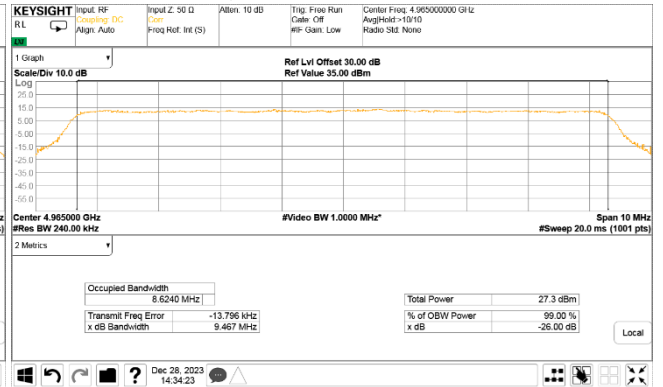 KEYSIGHT Input: RF Input Z: 50 Ω Atten: 10 dB Trig: Free Run Center Freq: 4.965000000 GHz
RL Coupling: DC Corr Gate: Off Avg|Hold:>10/10
Align: Auto Freq Ref: Int (S) #IF Gain: Low Radio Std: None
LXI
1 Graph
Scale/Div 10.0 dB
Ref Lvl Offset 30.00 dB
Ref Value 35.00 dBm
Log
25.0
15.0
5.00
-5.00
-15.0
-25.0
-35.0
-45.0
-55.0
z Center 4.965000 GHz #Video BW 1.0000 MHz* Span 10 MHz
) #Res BW 240.00 kHz #Sweep 20.0 ms (1001 pts)
2 Metrics
Occupied Bandwidth
8.6240 MHz
Total Power 27.3 dBm
Transmit Freq Error -13.796 kHz
% of OBW Power 99.00 %
x dB Bandwidth 9.467 MHz
x dB -26.00 dB
Local
?
Dec 28, 2023
14:34:23